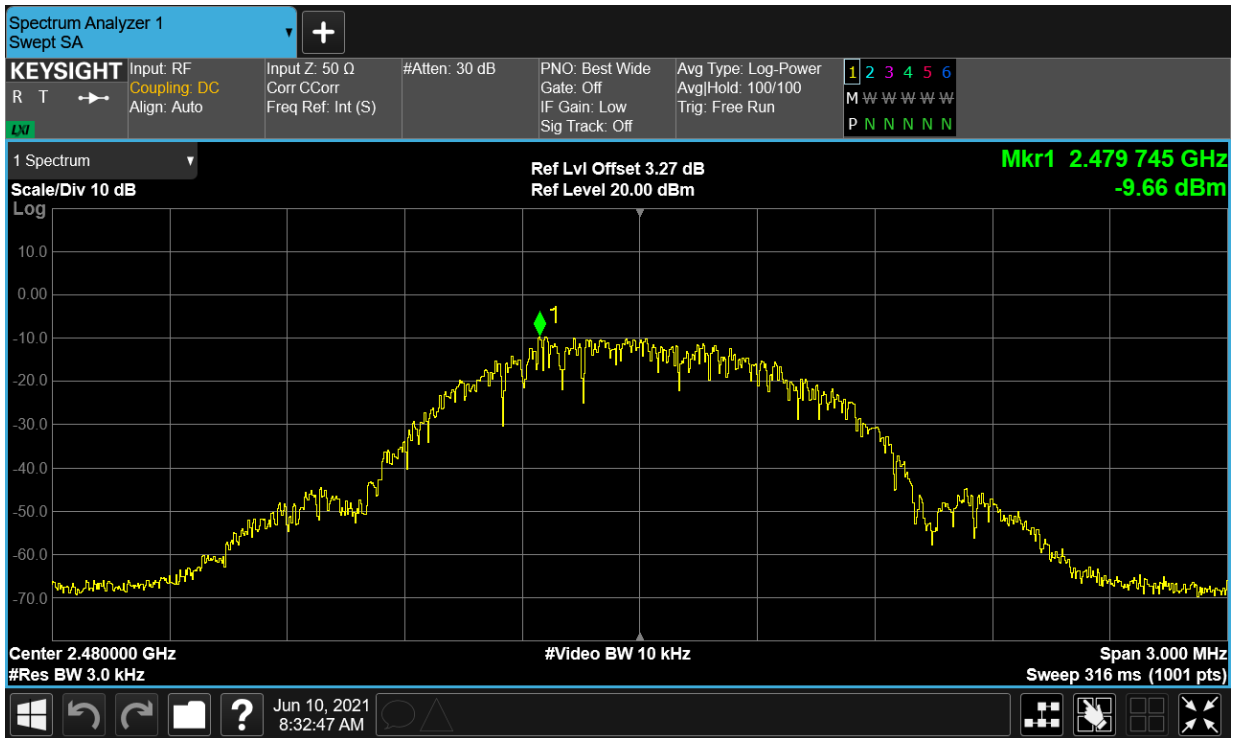 Spectrum Analyzer 1
Swept SA
▼
+
KEYSIGHT
R T
LXI
Input: RF
Coupling: DC
Align: Auto
Input Z: 50 Ω
Corr CCorr
Freq Ref: Int (S)
#Atten: 30 dB
PNO: Best Wide
Gate: Off
IF Gain: Low
Sig Track: Off
Avg Type: Log-Power
Avg|Hold: 100/100
Trig: Free Run
1 2 3 4 5 6
M W W W W W
P N N N N N
1 Spectrum ▼
Scale/Div 10 dB
Log
Ref Lvl Offset 3.27 dB
Ref Level 20.00 dBm
Mkr1 2.479 745 GHz
-9.66 dBm
10.0
0.00
1
-10.0
-20.0
-30.0
-40.0
-50.0
-60.0
-70.0
Center 2.480000 GHz
#Res BW 3.0 kHz
#Video BW 10 kHz
Span 3.000 MHz
Sweep 316 ms (1001 pts)
?
Jun 10, 2021
8:32:47 AM